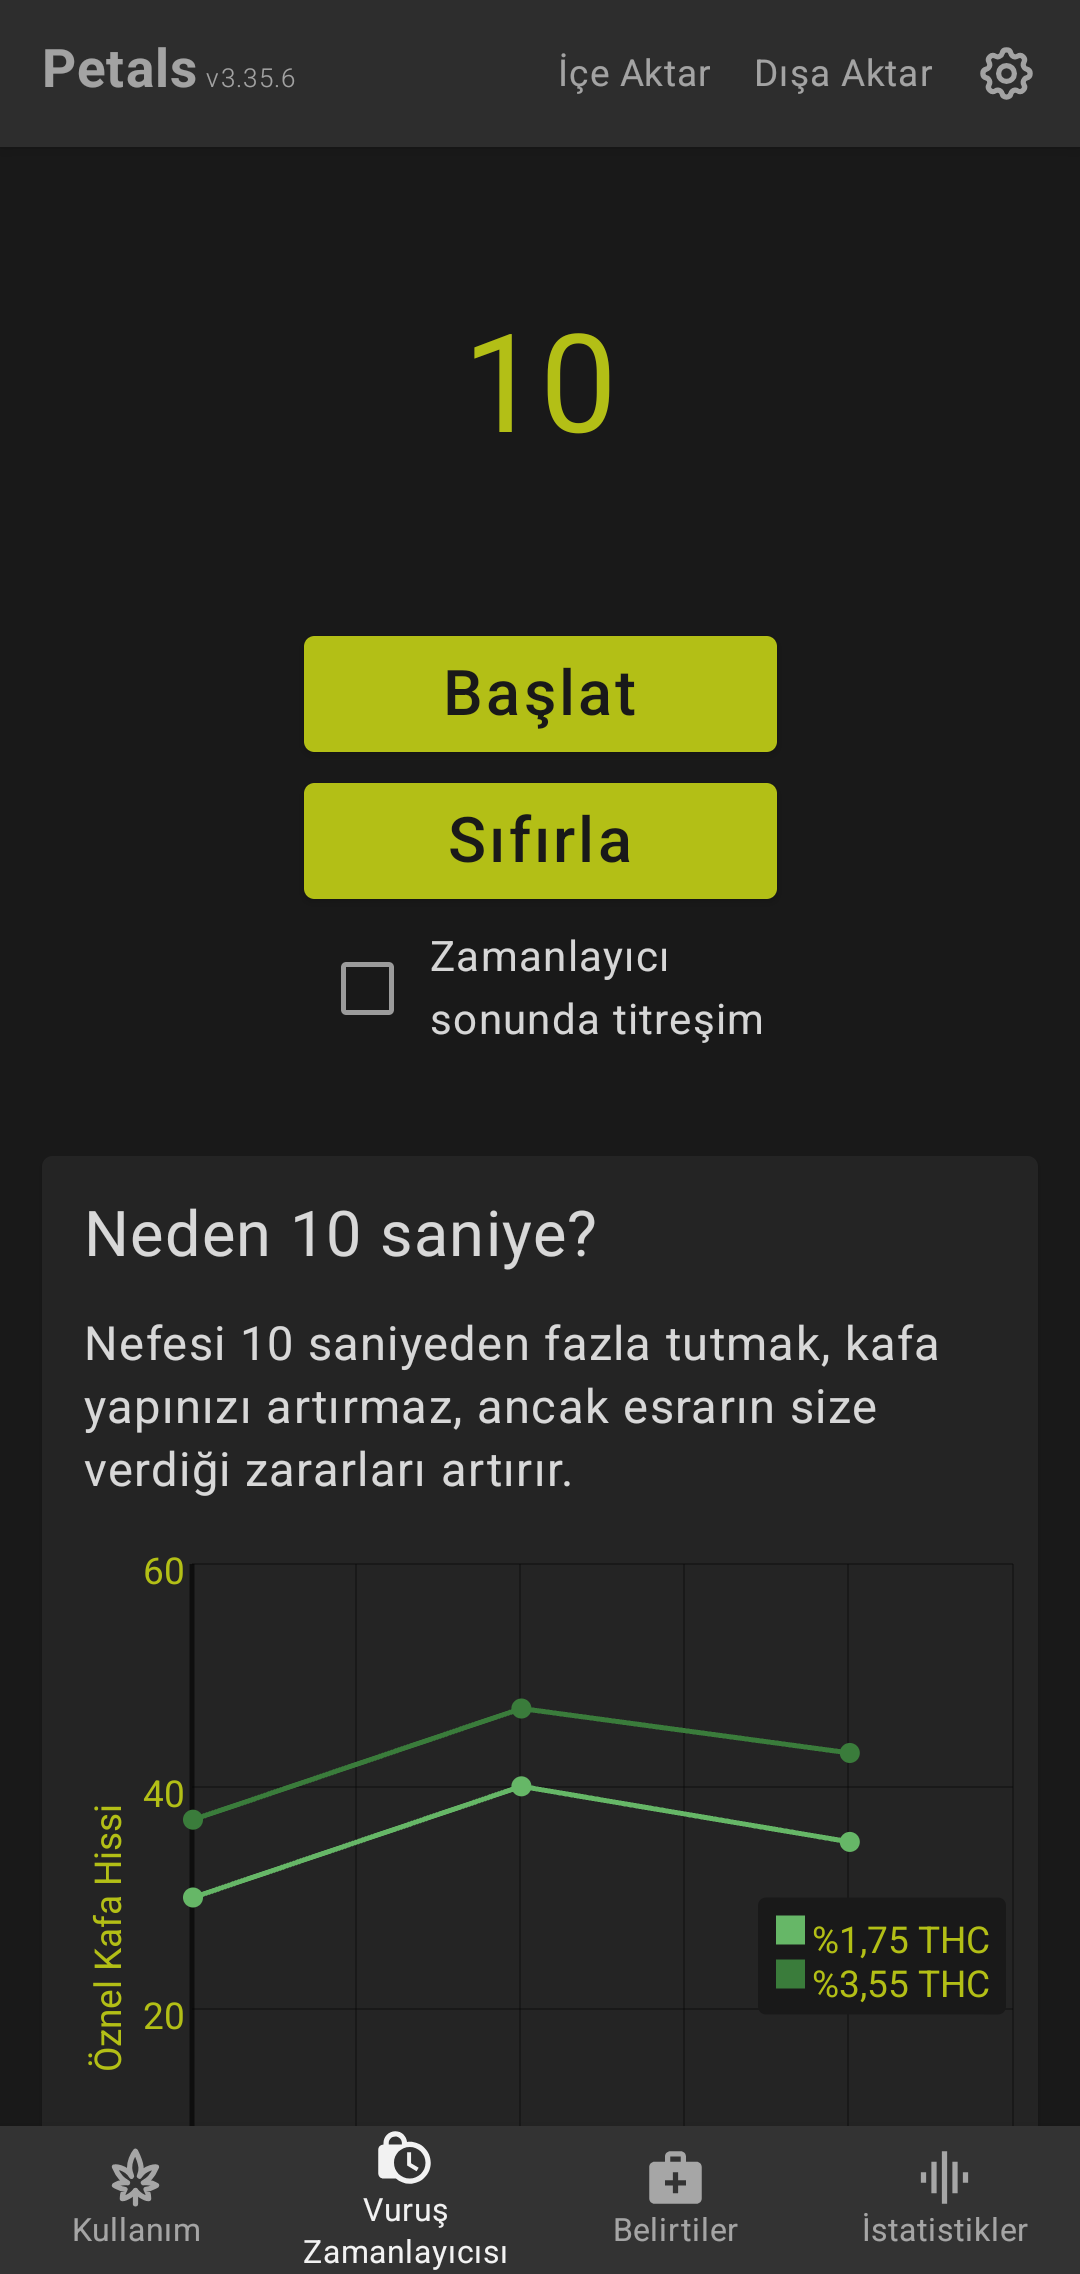 Petals v3.35.6
İçe Aktar
Dışa Aktar
10
Başlat
Sıfırla
Zamanlayıcı
sonunda titreşim
Neden 10 saniye?
Nefesi 10 saniyeden fazla tutmak, kafa
yapınızı artırmaz, ancak esrarın size
verdiği zararları artırır.
60
40
20
Öznel Kafa Hissi
%1,75 THC
%3,55 THC
Kullanım
Vuruş
Zamanlayıcısı
Belirtiler
İstatistikler